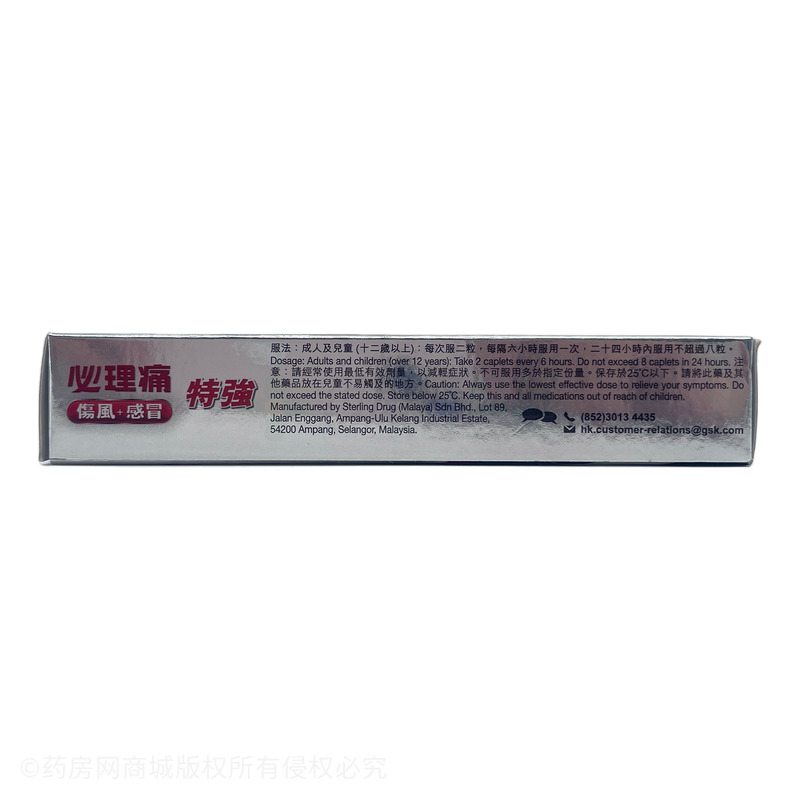 必理痛
傷風+感冒
特強
服法：成人及兒童 (十二歲以上)：每次服二粒，每隔六小時服用一次，二十四小時內服用不超過八粒。
Dosage: Adults and children (over 12 years): Take 2 caplets every 6 hours. Do not exceed 8 caplets in 24 hours. 注
意：請經常使用最低有效劑量，以減輕症狀。不可服用多於指定份量。保存於25℃以下。請將此藥及其
他藥品放在兒童不易觸及的地方。Caution: Always use the lowest effective dose to relieve your symptoms. Do
not exceed the stated dose. Store below 25℃. Keep this and all medications out of reach of children.
Manufactured by Sterling Drug (Malaya) Sdn Bhd., Lot 89,
Jalan Enggang, Ampang-Ulu Kelang Industrial Estate,
54200 Ampang, Selangor, Malaysia.
(852)3013 4435
hk.customer-relations@gsk.com
©药房网商城版权所有侵权必究